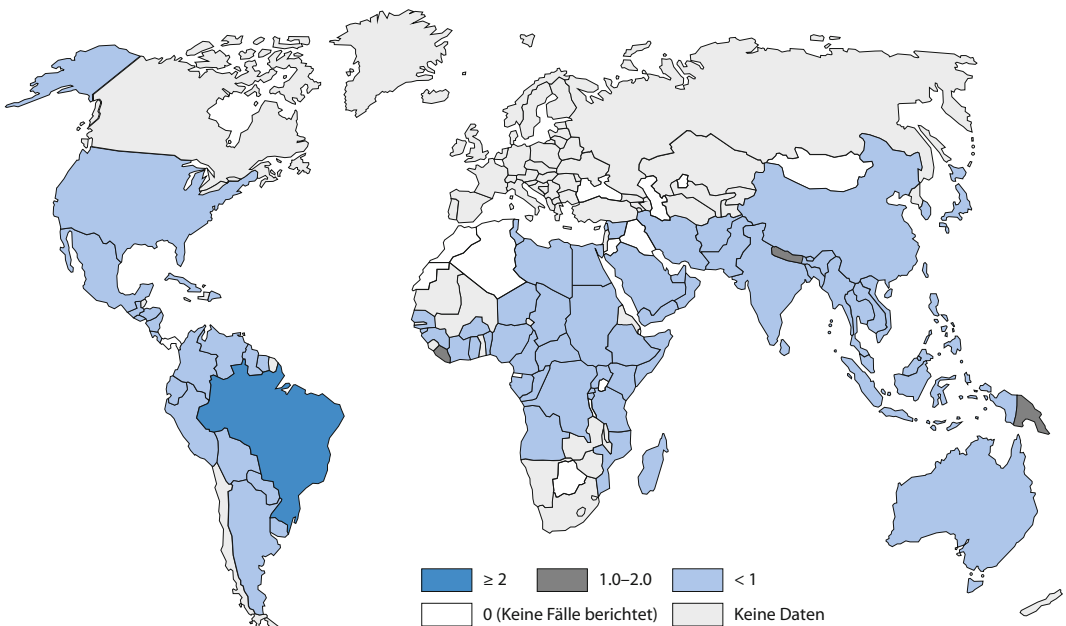 ≥ 2 1.0–2.0 < 1
0 (Keine Fälle berichtet) Keine Daten